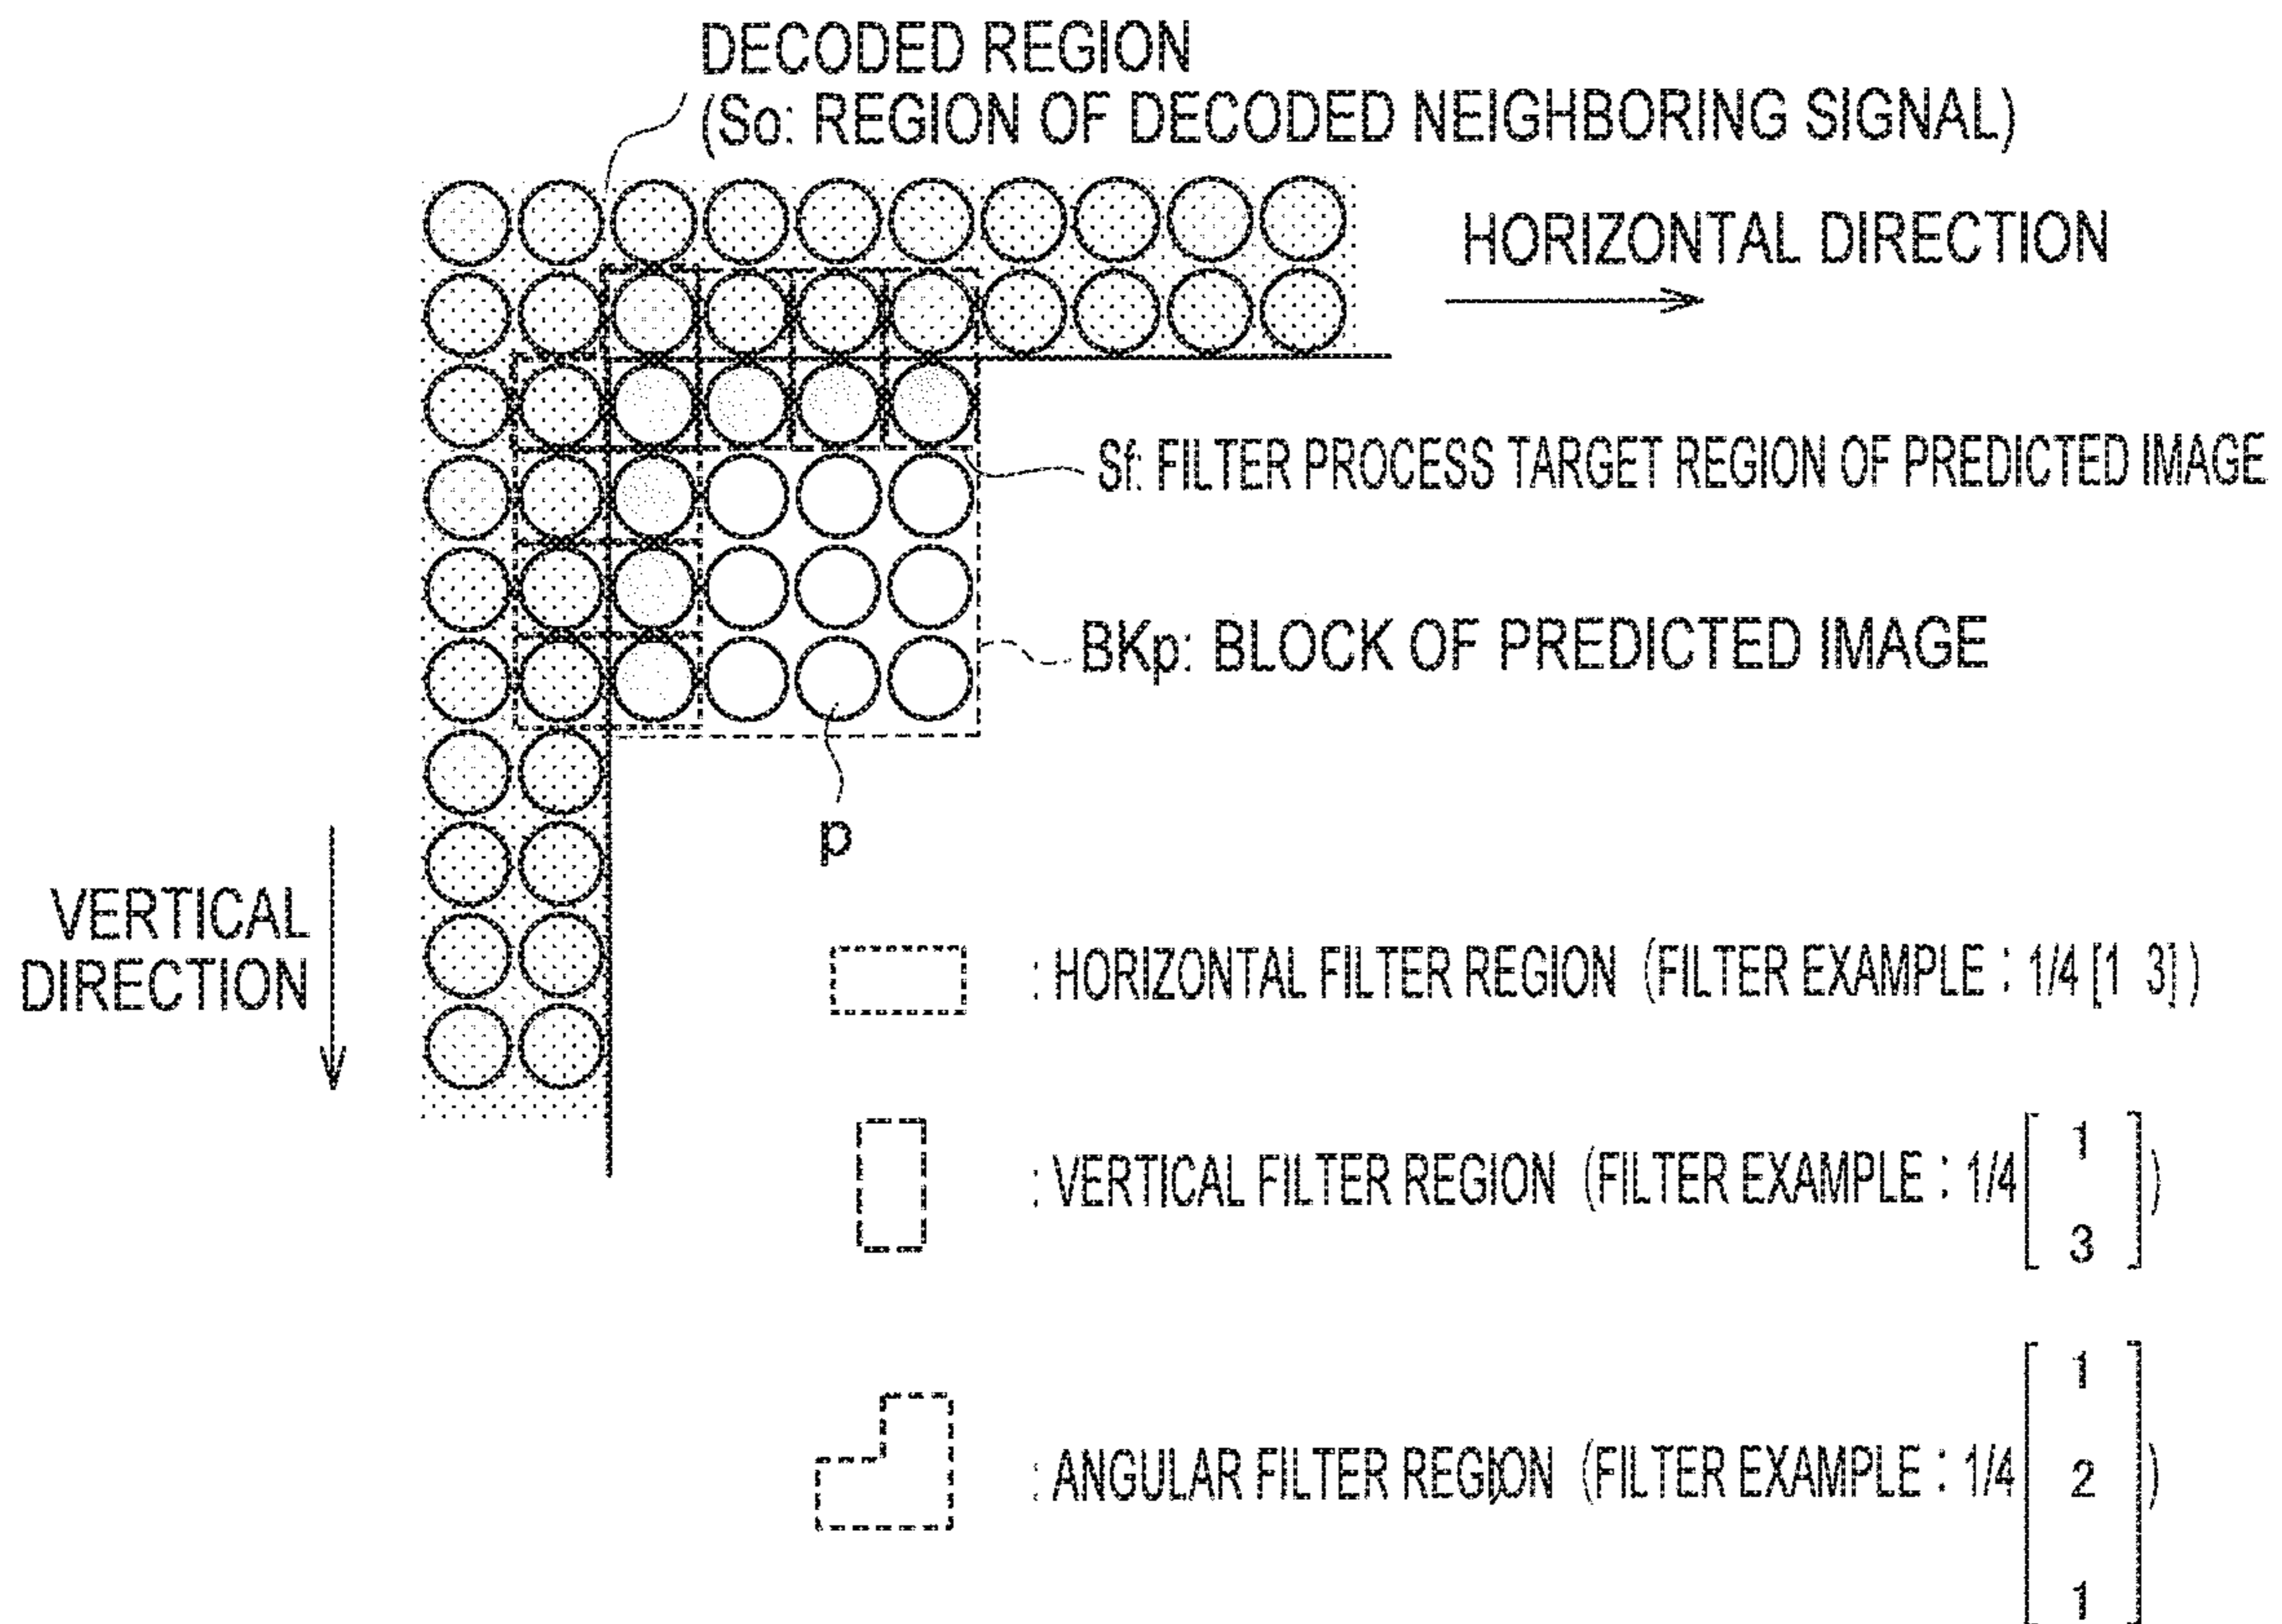 DECODED REGION
(So: REGION OF DECODED NEIGHBORING SIGNAL)
HORIZONTAL DIRECTION
Sf: FILTER PROCESS TARGET REGION OF PREDICTED IMAGE
BKp: BLOCK OF PREDICTED IMAGE
p
VERTICAL
DIRECTION
: HORIZONTAL FILTER REGION (FILTER EXAMPLE : 1/4 [1 3])
: VERTICAL FILTER REGION (FILTER EXAMPLE : 1/4 [
1
3
])
: ANGULAR FILTER REGION (FILTER EXAMPLE : 1/4 [
1
2
1
])